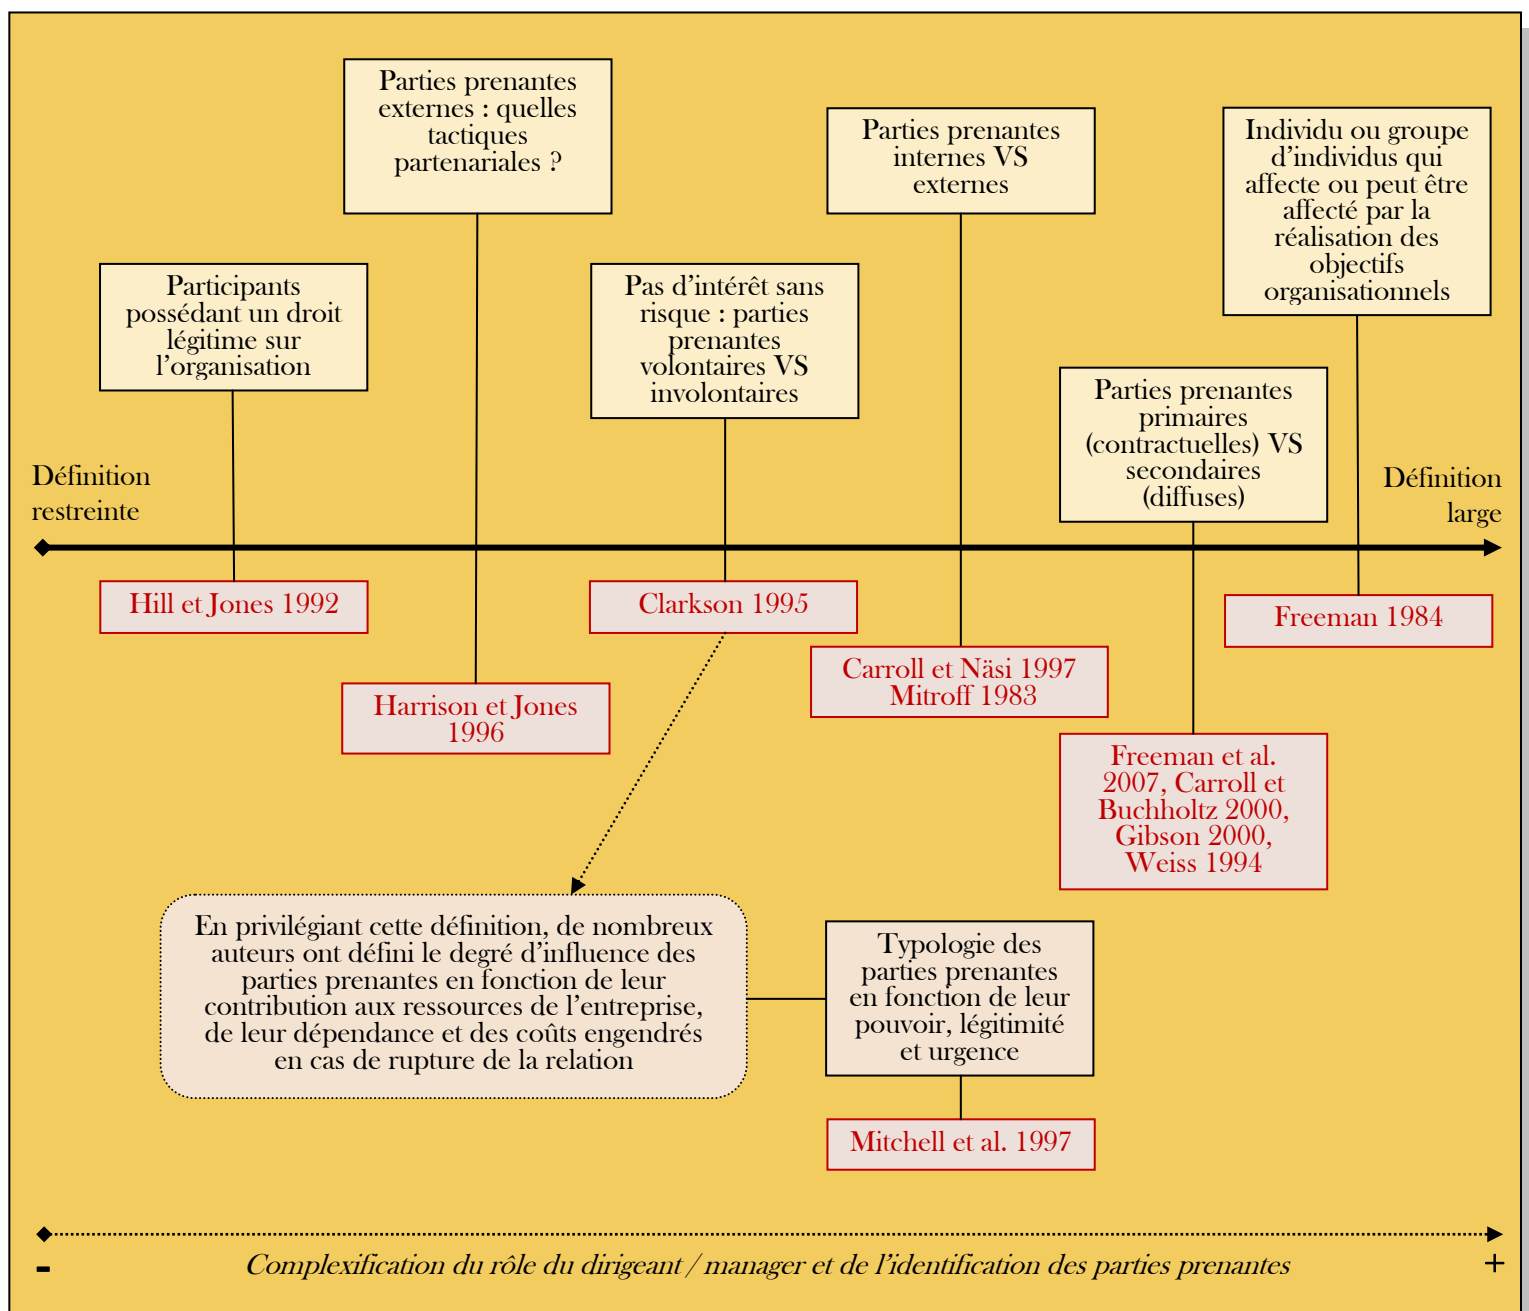 Parties prenantes
externes : quelles
tactiques
partenariales ?
Parties prenantes
internes VS
externes
Individu ou groupe
d’individus qui
affecte ou peut être
affecté par la
réalisation des
objectifs
organisationnels
Participants
possédant un droit
légitime sur
l’organisation
Pas d’intérêt sans
risque : parties
prenantes
volontaires VS
involontaires
Parties prenantes
primaires
(contractuelles) VS
secondaires
(diffuses)
Définition
restreinte
Définition
large
Hill et Jones 1992
Clarkson 1995
Freeman 1984
Carroll et Näsi 1997
Mitroff 1983
Harrison et Jones
1996
Freeman et al.
2007, Carroll et
Buchholtz 2000,
Gibson 2000,
Weiss 1994
En privilégiant cette définition, de nombreux
auteurs ont défini le degré d’influence des
parties prenantes en fonction de leur
contribution aux ressources de l’entreprise,
de leur dépendance et des coûts engendrés
en cas de rupture de la relation
Typologie des
parties prenantes
en fonction de leur
pouvoir, légitimité
et urgence
Mitchell et al. 1997
- Complexification du rôle du dirigeant / manager et de l’identification des parties prenantes +